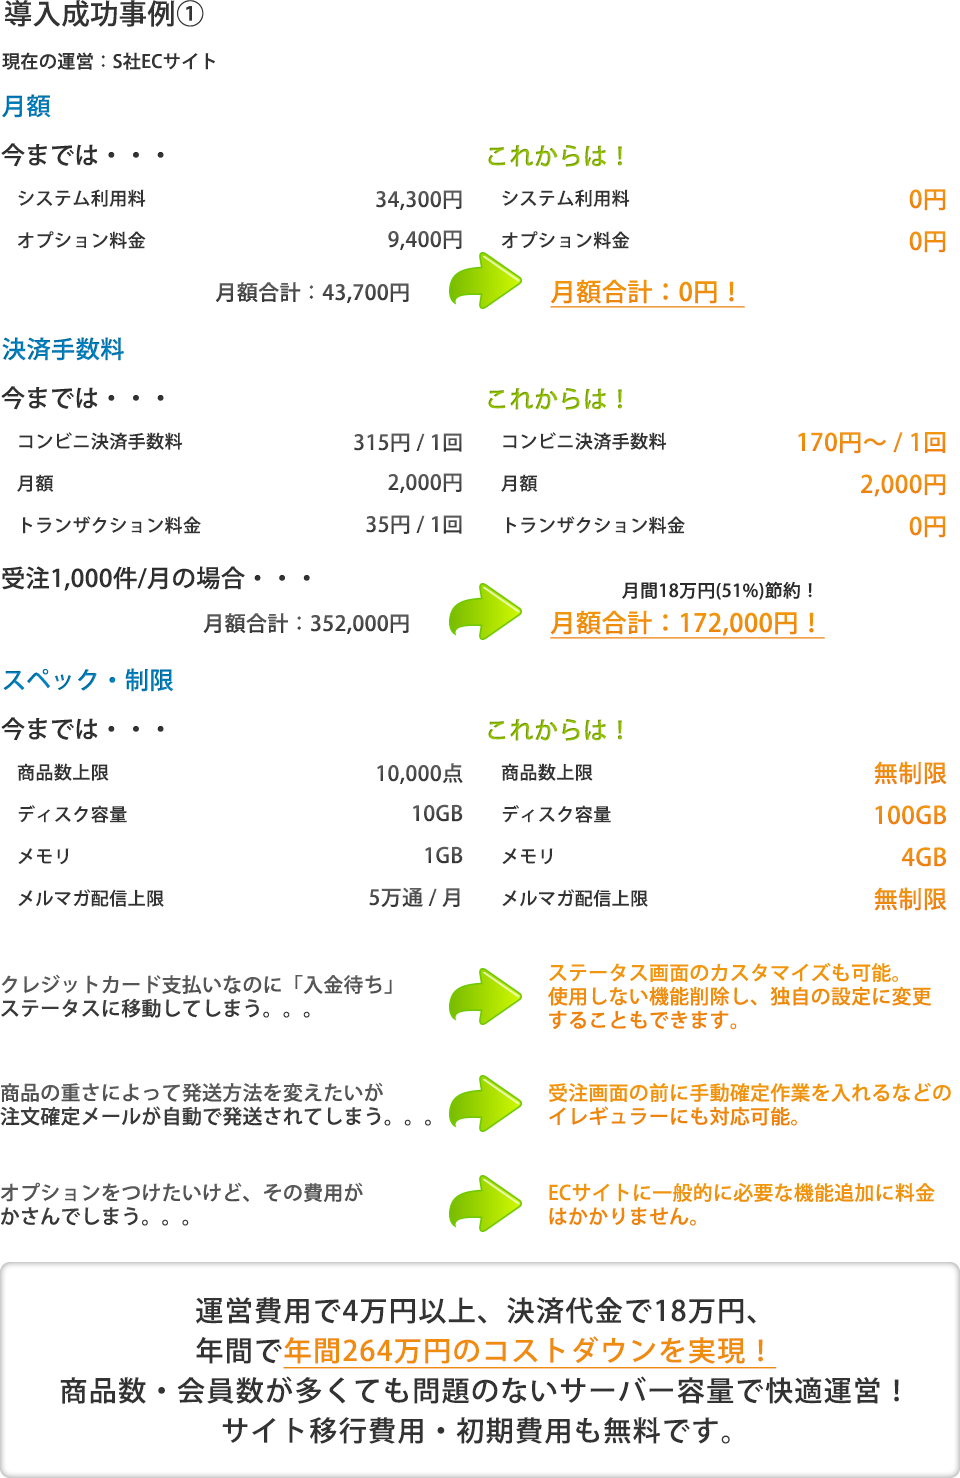 導入成功事例①
現在の運営：S社ECサイト
月額
今までは・・・
これからは！
システム利用料 34,300円
システム利用料 0円
オプション料金 9,400円
オプション料金 0円
月額合計：43,700円
月額合計：0円！
決済手数料
今までは・・・
これからは！
コンビニ決済手数料 315円 / 1回
コンビニ決済手数料 170円～ / 1回
月額 2,000円
月額 2,000円
トランザクション料金 35円 / 1回
トランザクション料金 0円
受注1,000件/月の場合・・・
月額合計：352,000円
月間18万円(51%)節約！
月額合計：172,000円！
スペック・制限
今までは・・・
これからは！
商品数上限 10,000点
商品数上限 無制限
ディスク容量 10GB
ディスク容量 100GB
メモリ 1GB
メモリ 4GB
メルマガ配信上限 5万通 / 月
メルマガ配信上限 無制限
クレジットカード支払いなのに「入金待ち」
ステータスに移動してしまう。。。
ステータス画面のカスタマイズも可能。
使用しない機能削除し、独自の設定に変更
することもできます。
商品の重さによって発送方法を変えたいが
注文確定メールが自動で発送されてしまう。。。
受注画面の前に手動確定作業を入れるなどの
イレギュラーにも対応可能。
オプションをつけたいけど、その費用が
かさんでしまう。。。
ECサイトに一般的に必要な機能追加に料金
はかかりません。
運営費用で4万円以上、決済代金で18万円、
年間で年間264万円のコストダウンを実現！
商品数・会員数が多くても問題のないサーバー容量で快適運営！
サイト移行費用・初期費用も無料です。